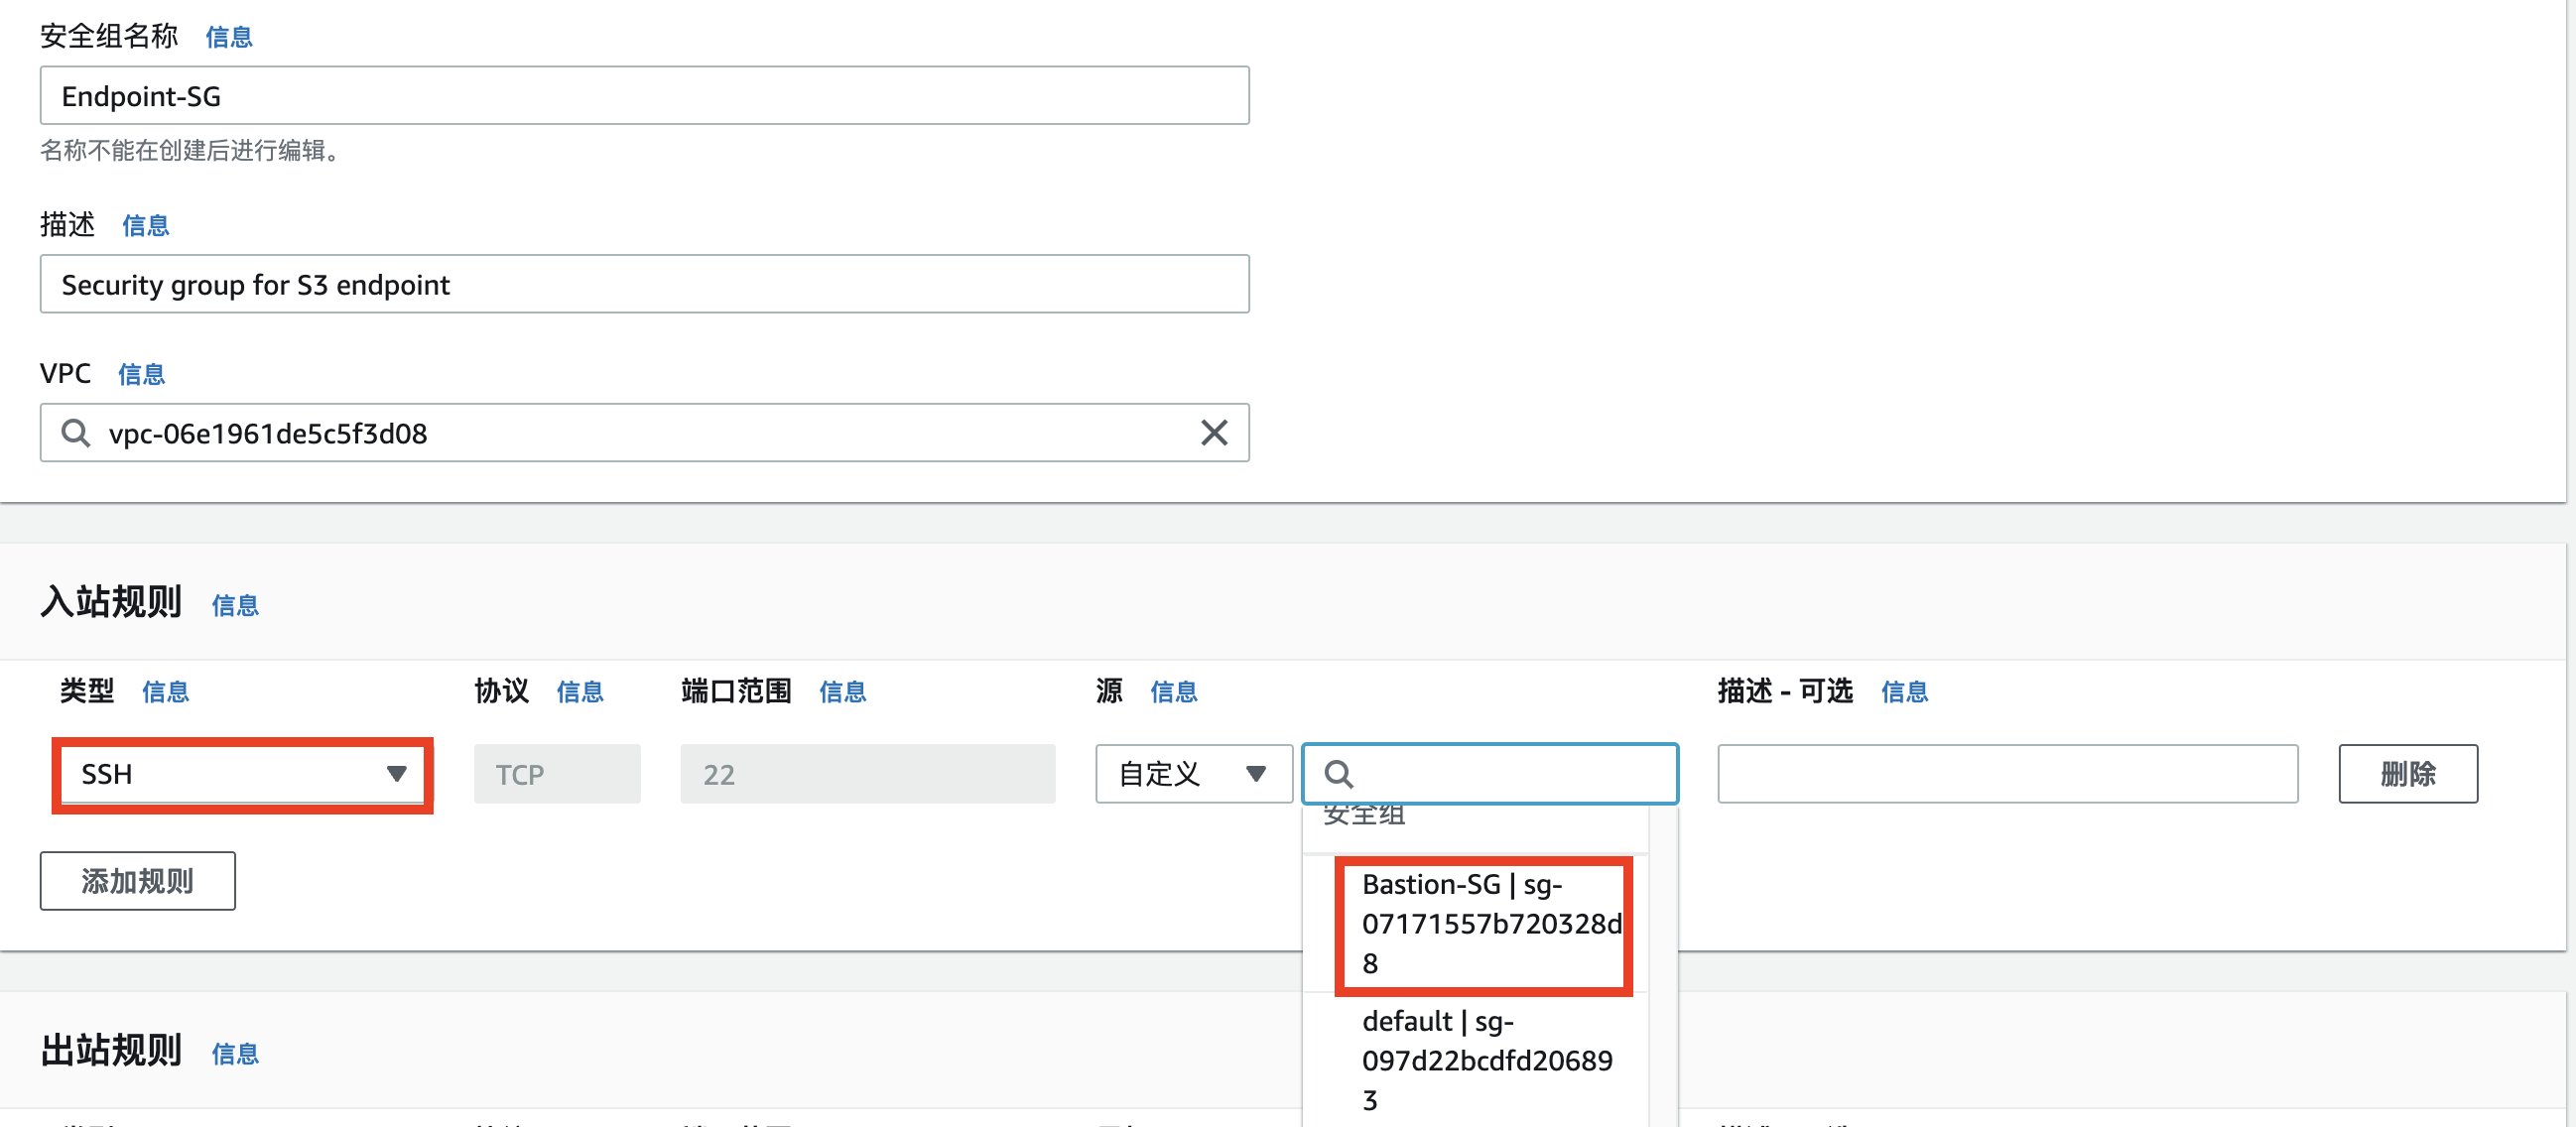 安全组名称 信息
Endpoint-SG
名称不能在创建后进行编辑。
描述 信息
Security group for S3 endpoint
VPC 信息
vpc-06e1961de5c5f3d08
入站规则 信息
类型 信息 协议 信息 端口范围 信息 源 信息 描述 - 可选 信息
SSH TCP 22 自定义 删除
安全组
添加规则
Bastion-SG | sg-
07171557b720328d
8
default | sg-
097d22bcdfd20689
3
出站规则 信息